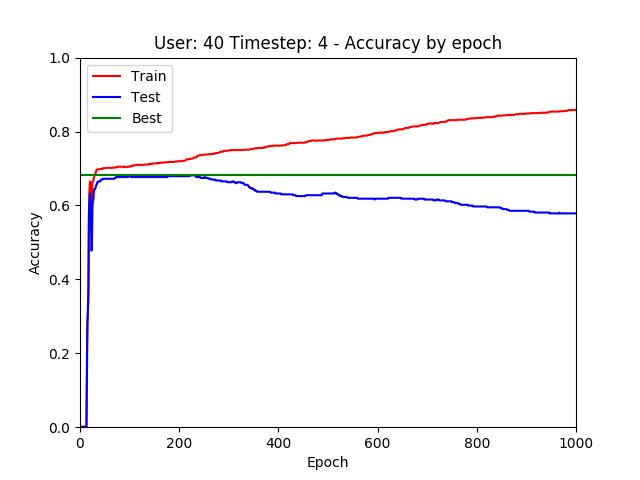 User: 40 Timestep: 4 - Accuracy by epoch
Train
Test
Best
Accuracy
1.0
0.8
0.6
0.4
0.2
0.0
0 200 400 600 800 1000
Epoch